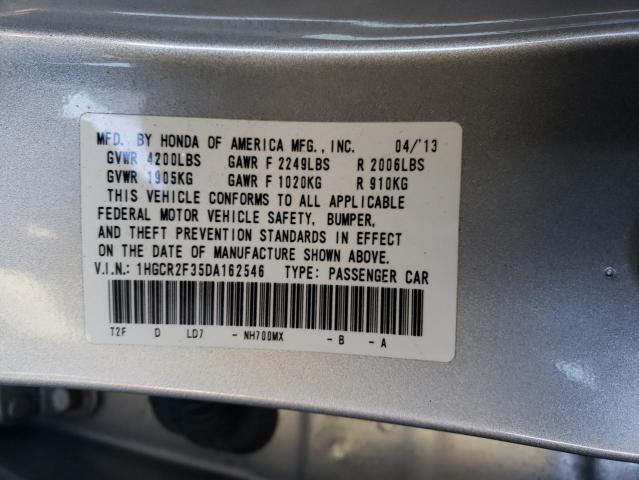 MFD. BY HONDA OF AMERICA MFG., INC. 04/'13
GVWR 4200LBS GAWR F 2249LBS R 2006LBS
GVWR 1905KG GAWR F 1020KG R 910KG
THIS VEHICLE CONFORMS TO ALL APPLICABLE
FEDERAL MOTOR VEHICLE SAFETY, BUMPER,
AND THEFT PREVENTION STANDARDS IN EFFECT
ON THE DATE OF MANUFACTURE SHOWN ABOVE.
V.I.N.: 1HGCR2F35DA162546 TYPE: PASSENGER CAR
T2F D LD7 - NH700MX - B - A